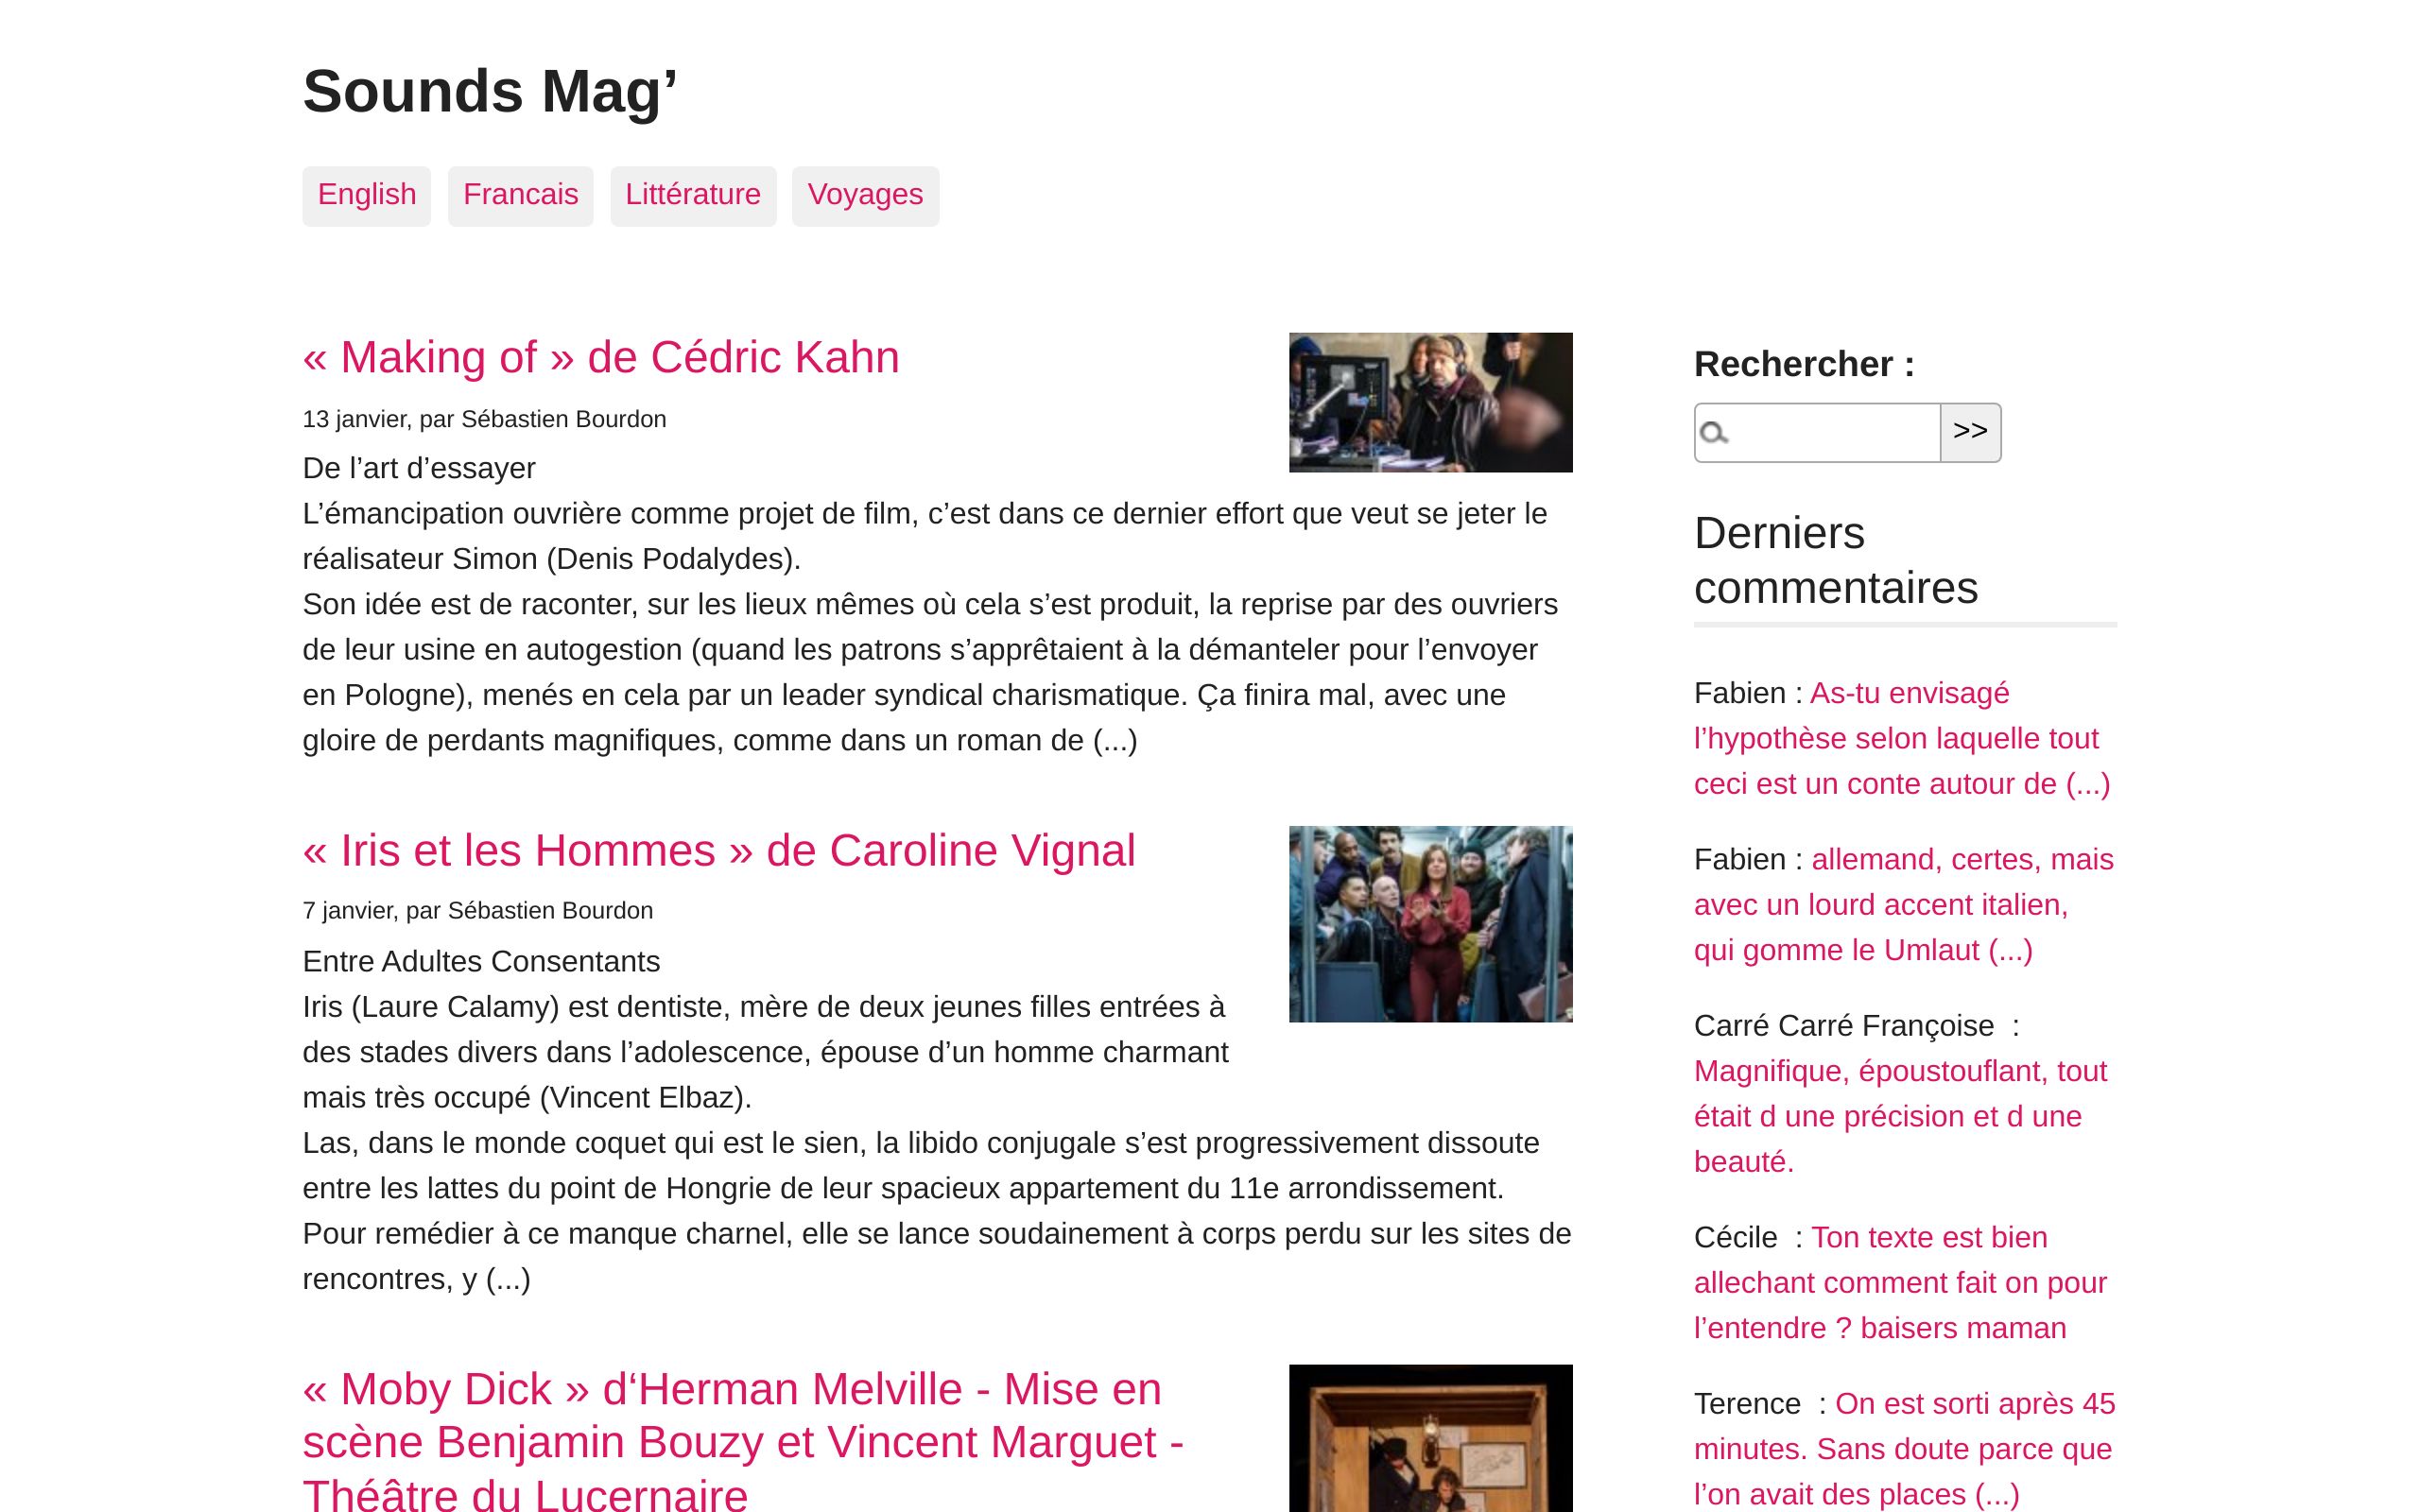 Sounds Mag’
English
Francais
Littérature
Voyages
« Making of » de Cédric Kahn
13 janvier, par Sébastien Bourdon
De l’art d’essayer
L’émancipation ouvrière comme projet de film, c’est dans ce dernier effort que veut se jeter le
réalisateur Simon (Denis Podalydes).
Son idée est de raconter, sur les lieux mêmes où cela s’est produit, la reprise par des ouvriers
de leur usine en autogestion (quand les patrons s’apprêtaient à la démanteler pour l’envoyer
en Pologne), menés en cela par un leader syndical charismatique. Ça finira mal, avec une
gloire de perdants magnifiques, comme dans un roman de (...)
« Iris et les Hommes » de Caroline Vignal
7 janvier, par Sébastien Bourdon
Entre Adultes Consentants
Iris (Laure Calamy) est dentiste, mère de deux jeunes filles entrées à
des stades divers dans l’adolescence, épouse d’un homme charmant
mais très occupé (Vincent Elbaz).
Las, dans le monde coquet qui est le sien, la libido conjugale s’est progressivement dissoute
entre les lattes du point de Hongrie de leur spacieux appartement du 11e arrondissement.
Pour remédier à ce manque charnel, elle se lance soudainement à corps perdu sur les sites de
rencontres, y (...)
« Moby Dick » d‘Herman Melville - Mise en
scène Benjamin Bouzy et Vincent Marguet -
Théâtre du Lucernaire
Rechercher :
>>
Derniers
commentaires
Fabien : As-tu envisagé
l’hypothèse selon laquelle tout
ceci est un conte autour de (...)
Fabien : allemand, certes, mais
avec un lourd accent italien,
qui gomme le Umlaut (...)
Carré Carré Françoise  :
Magnifique, époustouflant, tout
était d une précision et d une
beauté.
Cécile  : Ton texte est bien
allechant comment fait on pour
l’entendre ? baisers maman
Terence  : On est sorti après 45
minutes. Sans doute parce que
l’on avait des places (...)